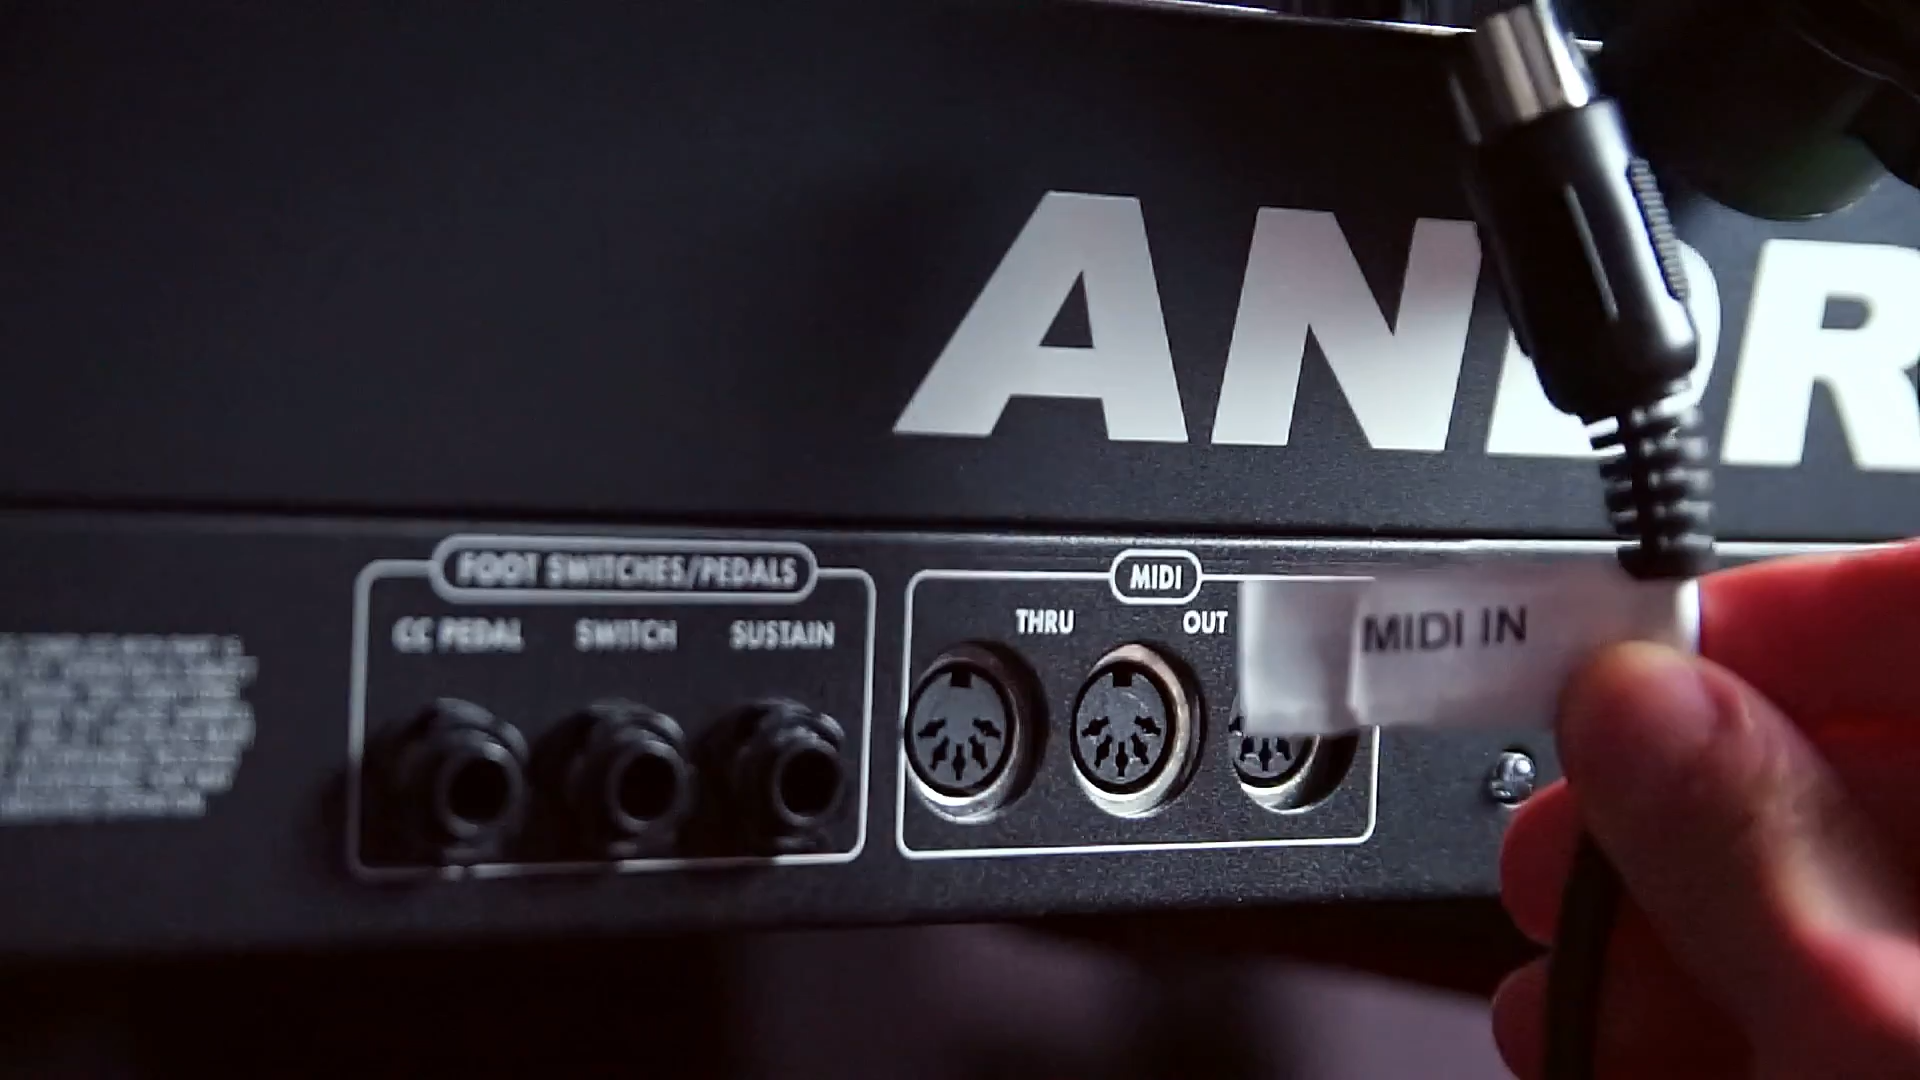 ANDR
FOOT SWITCHES/PEDALS
CC PEDAL SWITCH SUSTAIN
MIDI
THRU OUT
MIDI IN